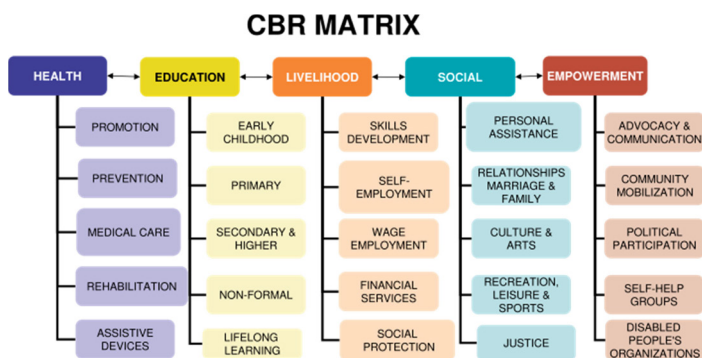 CBR MATRIX
HEALTH
EDUCATION
LIVELIHOOD
SOCIAL
EMPOWERMENT
PROMOTION
PREVENTION
MEDICAL CARE
REHABILITATION
ASSISTIVE
DEVICES
EARLY
CHILDHOOD
PRIMARY
SECONDARY &
HIGHER
NON-FORMAL
LIFELONG
LEARNING
SKILLS
DEVELOPMENT
SELF-
EMPLOYMENT
WAGE
EMPLOYMENT
FINANCIAL
SERVICES
SOCIAL
PROTECTION
PERSONAL
ASSISTANCE
RELATIONSHIPS
MARRIAGE &
FAMILY
CULTURE &
ARTS
RECREATION,
LEISURE &
SPORTS
JUSTICE
ADVOCACY &
COMMUNICATION
COMMUNITY
MOBILIZATION
POLITICAL
PARTICIPATION
SELF-HELP
GROUPS
DISABLED
PEOPLE'S
ORGANIZATIONS